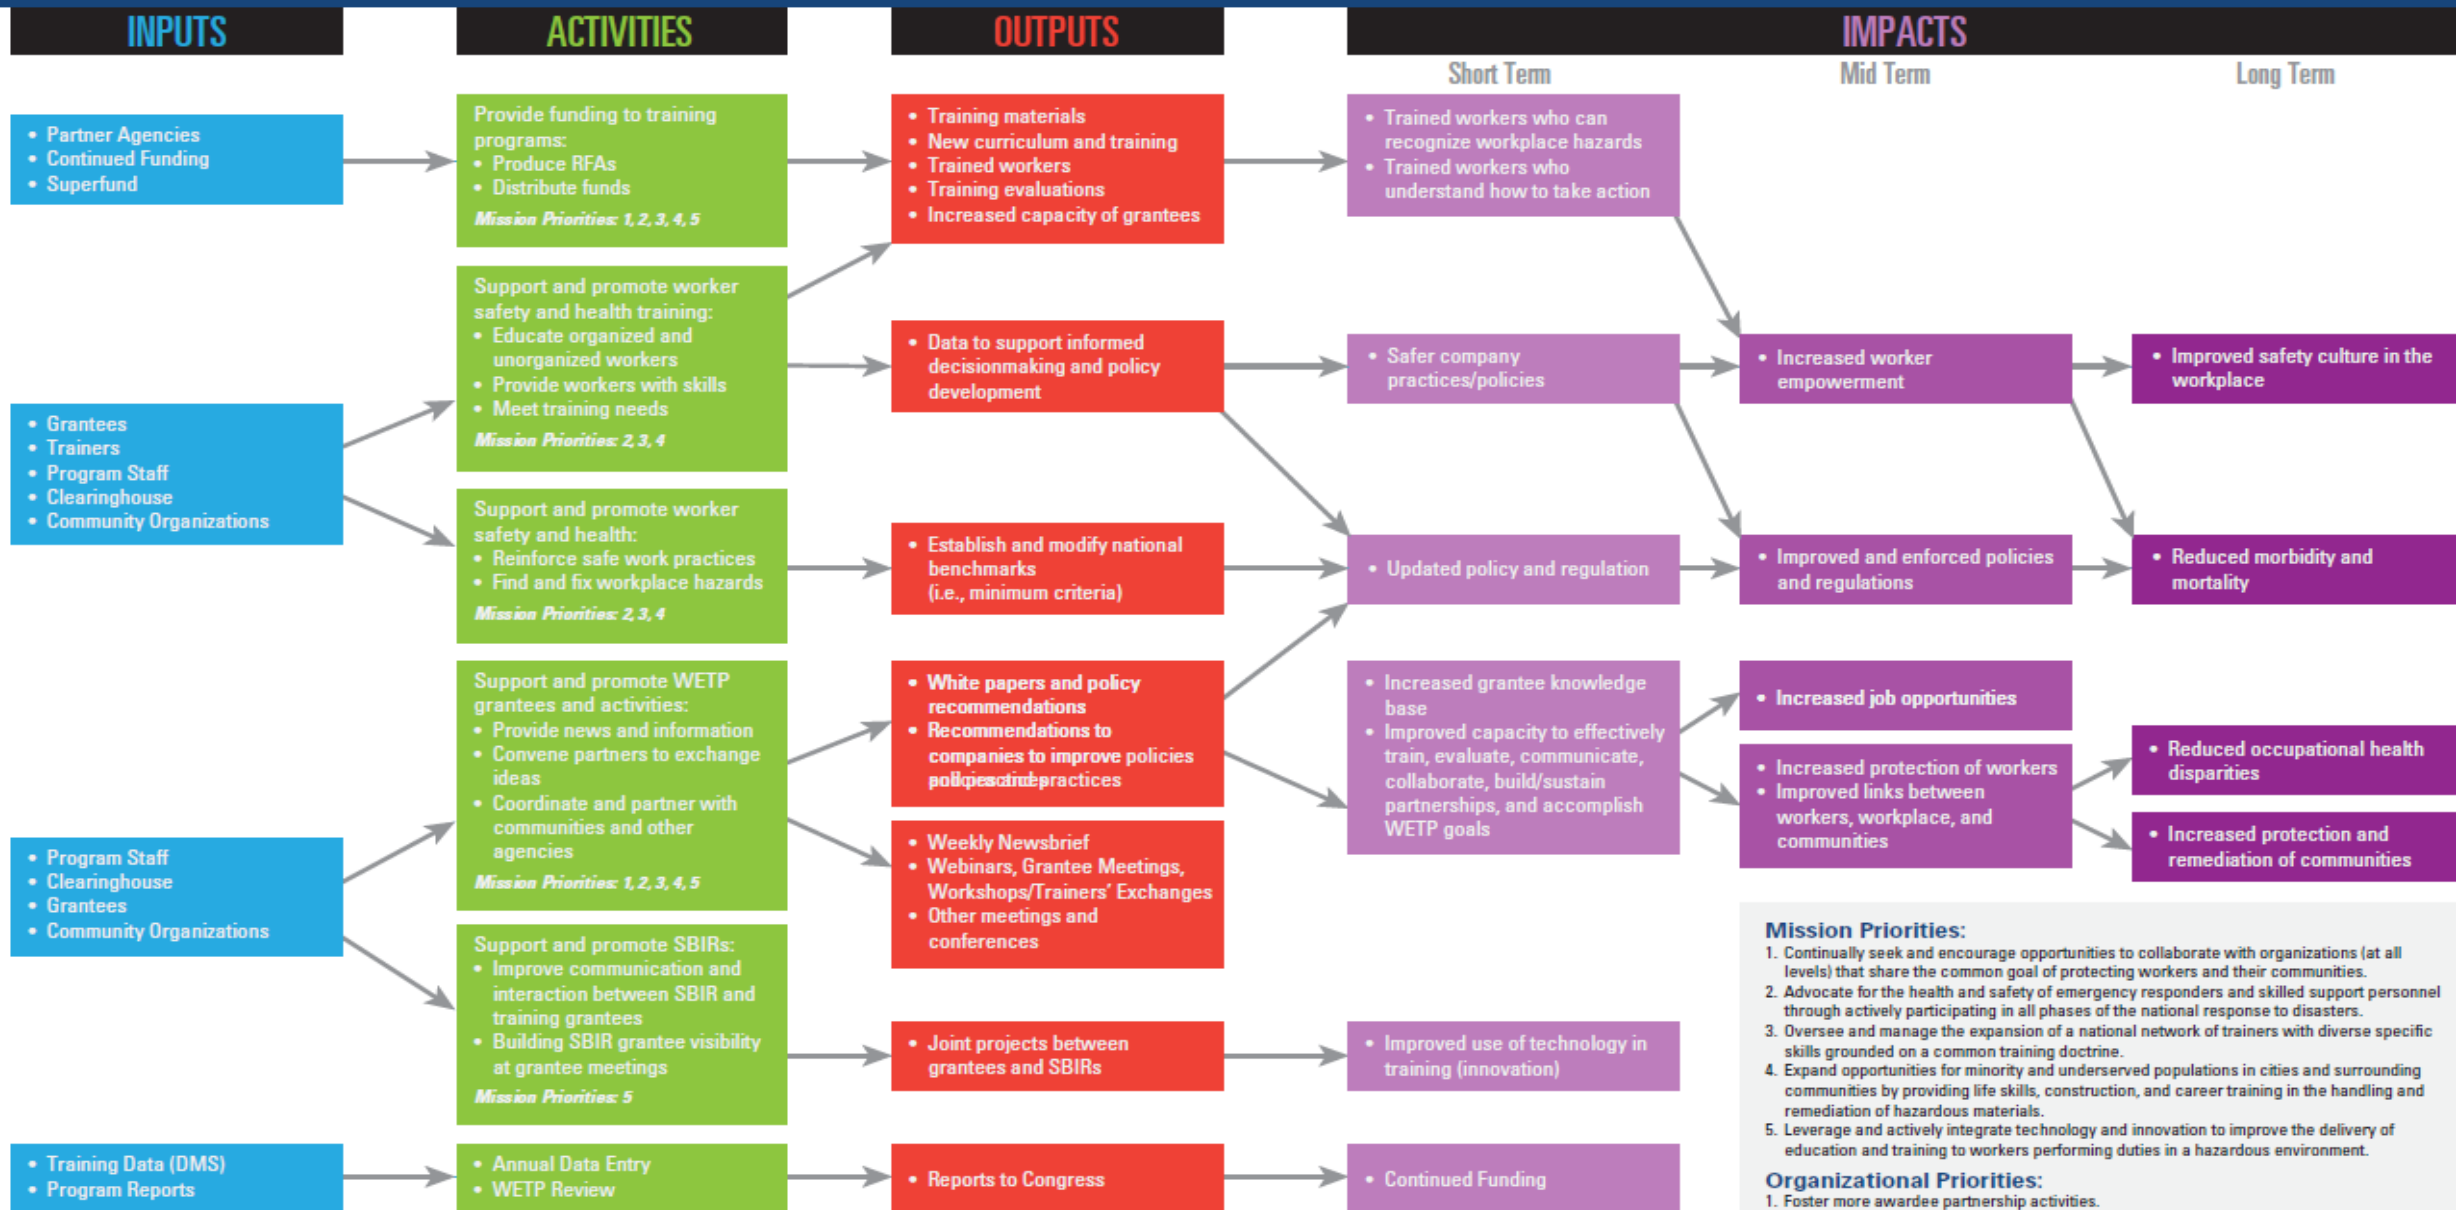 INPUTS
ACTIVITIES
OUTPUTS
IMPACTS
Short Term
Mid Term
Long Term
• Partner Agencies
• Continued Funding
• Superfund
• Grantees
• Trainers
• Program Staff
• Clearinghouse
• Community Organizations
• Program Staff
• Clearinghouse
• Grantees
• Community Organizations
• Training Data (DMS)
• Program Reports
Provide funding to training
programs:
• Produce RFAs
• Distribute funds
Mission Priorities: 1, 2, 3, 4, 5
Support and promote worker
safety and health training:
• Educate organized and
unorganized workers
• Provide workers with skills
• Meet training needs
Mission Priorities: 2, 3, 4
Support and promote worker
safety and health:
• Reinforce safe work practices
• Find and fix workplace hazards
Mission Priorities: 2, 3, 4
Support and promote WETP
grantees and activities:
• Provide news and information
• Convene partners to exchange
ideas
• Coordinate and partner with
communities and other
agencies
Mission Priorities: 1, 2, 3, 4, 5
Support and promote SBIRs:
• Improve communication and
interaction between SBIR and
training grantees
• Building SBIR grantee visibility
at grantee meetings
Mission Priorities: 5
• Annual Data Entry
• WETP Review
• Training materials
• New curriculum and training
• Trained workers
• Training evaluations
• Increased capacity of grantees
• Data to support informed
decisionmaking and policy
development
• Establish and modify national
benchmarks
(i.e., minimum criteria)
• White papers and policy
recommendations
• Recommendations to
companies to improve policies
practices
• Weekly Newsbrief
• Webinars, Grantee Meetings,
Workshops/Trainers’ Exchanges
• Other meetings and
conferences
• Joint projects between
grantees and SBIRs
• Reports to Congress
• Trained workers who can
recognize workplace hazards
• Trained workers who
understand how to take action
• Safer company
practices/policies
• Updated policy and regulation
• Increased grantee knowledge
base
• Improved capacity to effectively
train, evaluate, communicate,
collaborate, build/sustain
partnerships, and accomplish
WETP goals
• Improved use of technology in
training (innovation)
• Continued Funding
• Increased worker
empowerment
• Improved and enforced policies
and regulations
• Increased job opportunities
• Increased protection of workers
• Improved links between
workers, workplace, and
communities
• Improved safety culture in the
workplace
• Reduced morbidity and
mortality
• Reduced occupational health
disparities
• Increased protection and
remediation of communities
Mission Priorities:
1. Continually seek and encourage opportunities to collaborate with organizations (at all
levels) that share the common goal of protecting workers and their communities.
2. Advocate for the health and safety of emergency responders and skilled support personnel
through actively participating in all phases of the national response to disasters.
3. Oversee and manage the expansion of a national network of trainers with diverse specific
skills grounded on a common training doctrine.
4. Expand opportunities for minority and underserved populations in cities and surrounding
communities by providing life skills, construction, and career training in the handling and
remediation of hazardous materials.
5. Leverage and actively integrate technology and innovation to improve the delivery of
education and training to workers performing duties in a hazardous environment.
Organizational Priorities:
1. Foster more awardee partnership activities.